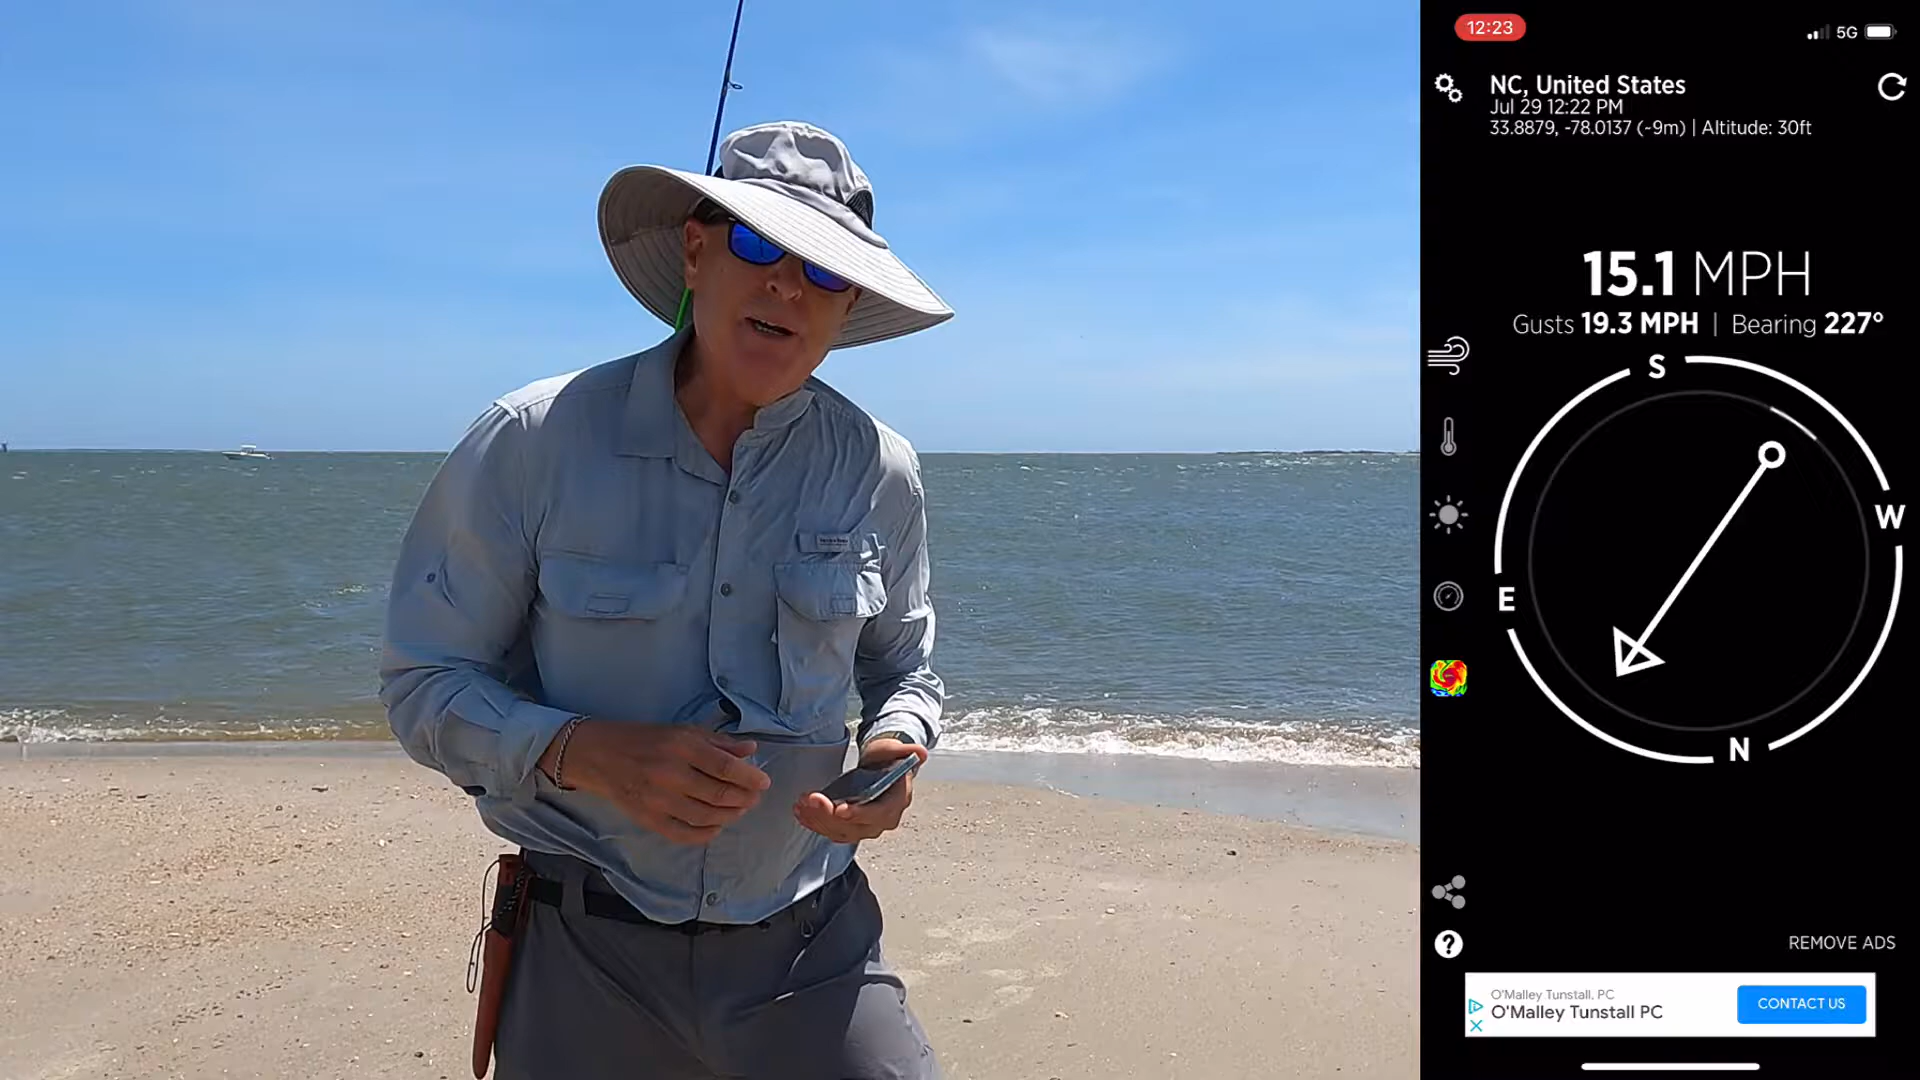 12:23
5G
NC, United States
Jul 29 12:22 PM
33.8879, -78.0137 (~9m) | Altitude: 30ft
15.1 MPH
Gusts 19.3 MPH | Bearing 227°
S
W
E
N
?
REMOVE ADS
O'Malley Tunstall, PC
O'Malley Tunstall PC
CONTACT US